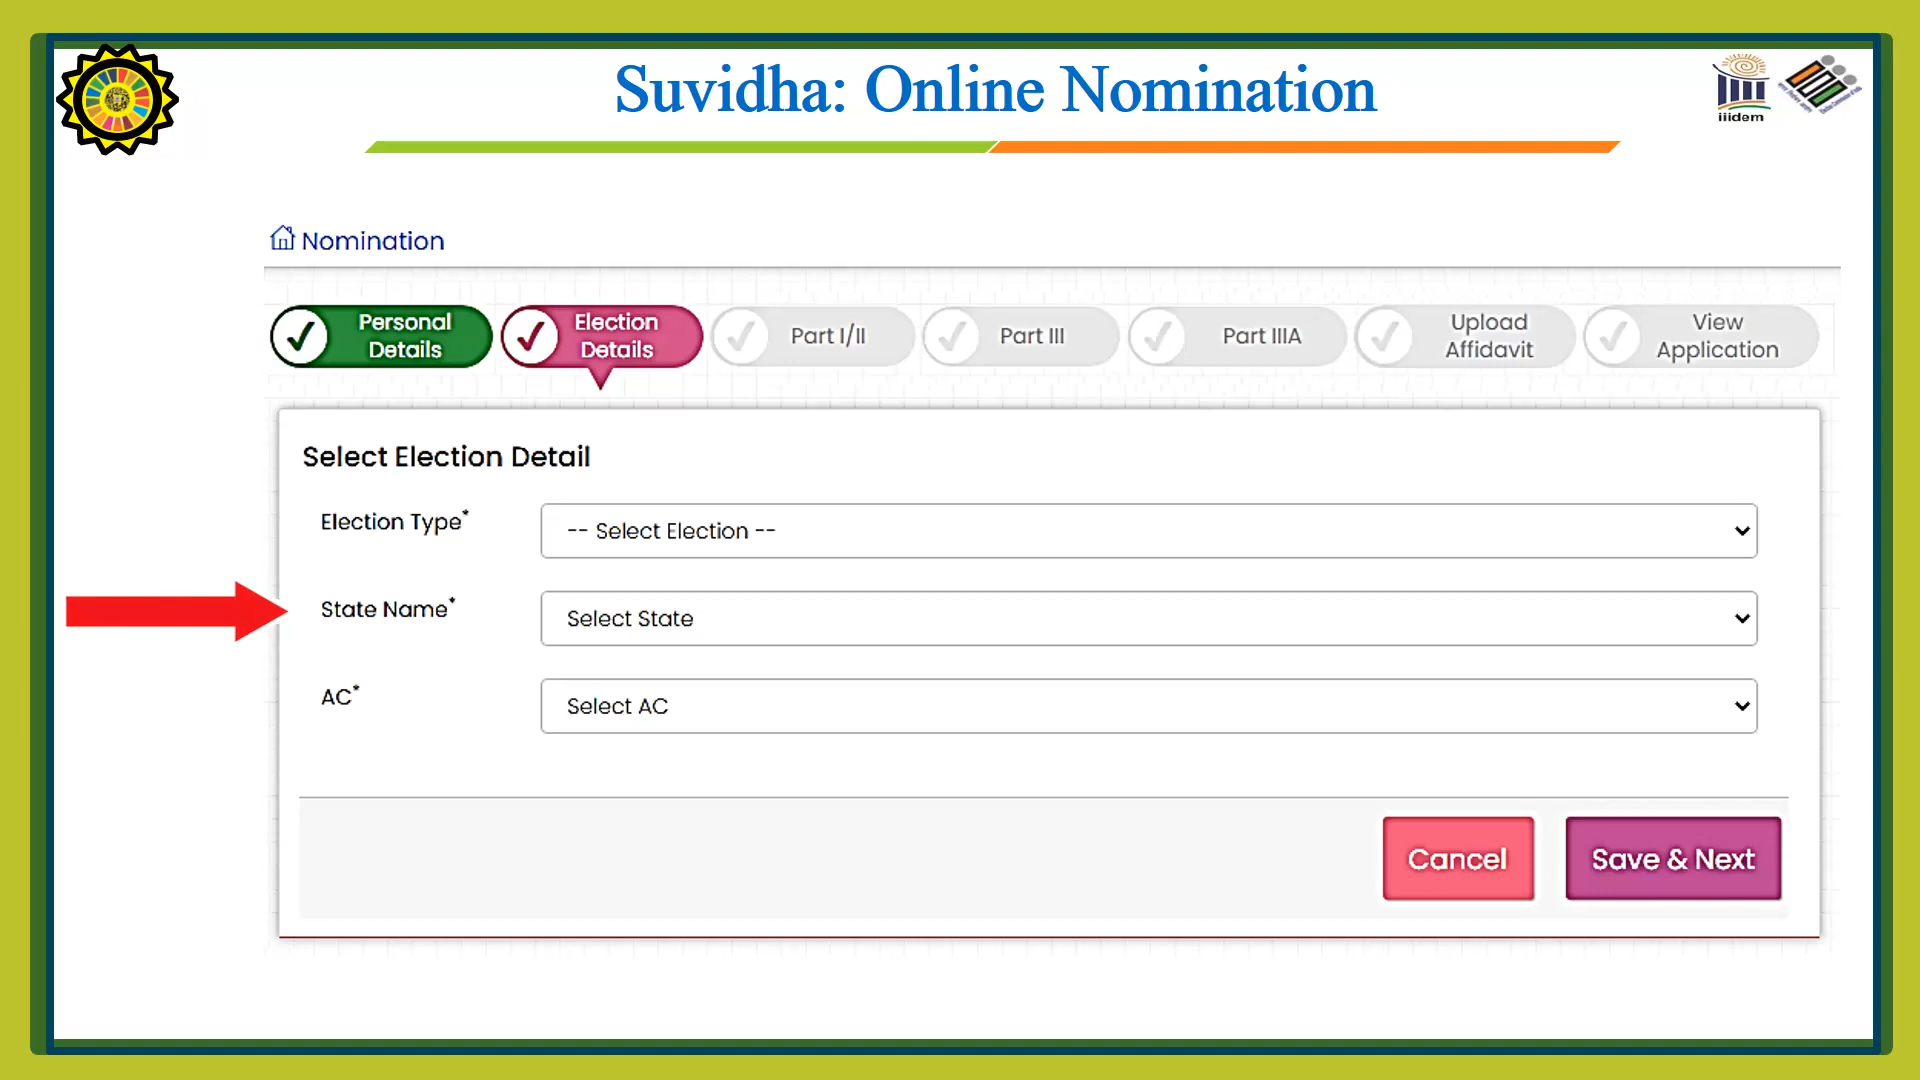 Suvidha: Online Nomination
iiidem
Nomination
Personal Details
Election Details
Part I/II
Part III
Part IIIA
Upload Affidavit
View Application
Select Election Detail
Election Type*
-- Select Election --
State Name*
Select State
AC*
Select AC
Cancel
Save & Next